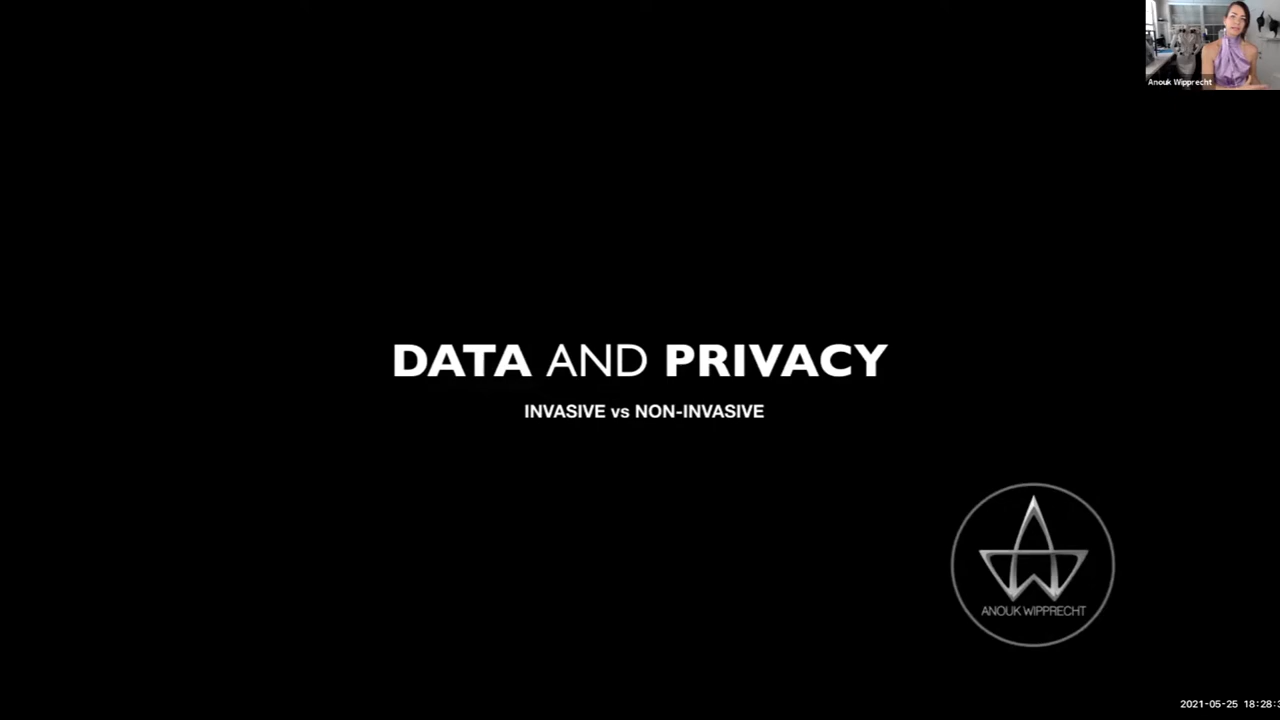 Anouk Wipprecht
DATA AND PRIVACY
INVASIVE vs NON-INVASIVE
ANOUK WIPPRECHT
2021-05-25 18:28: